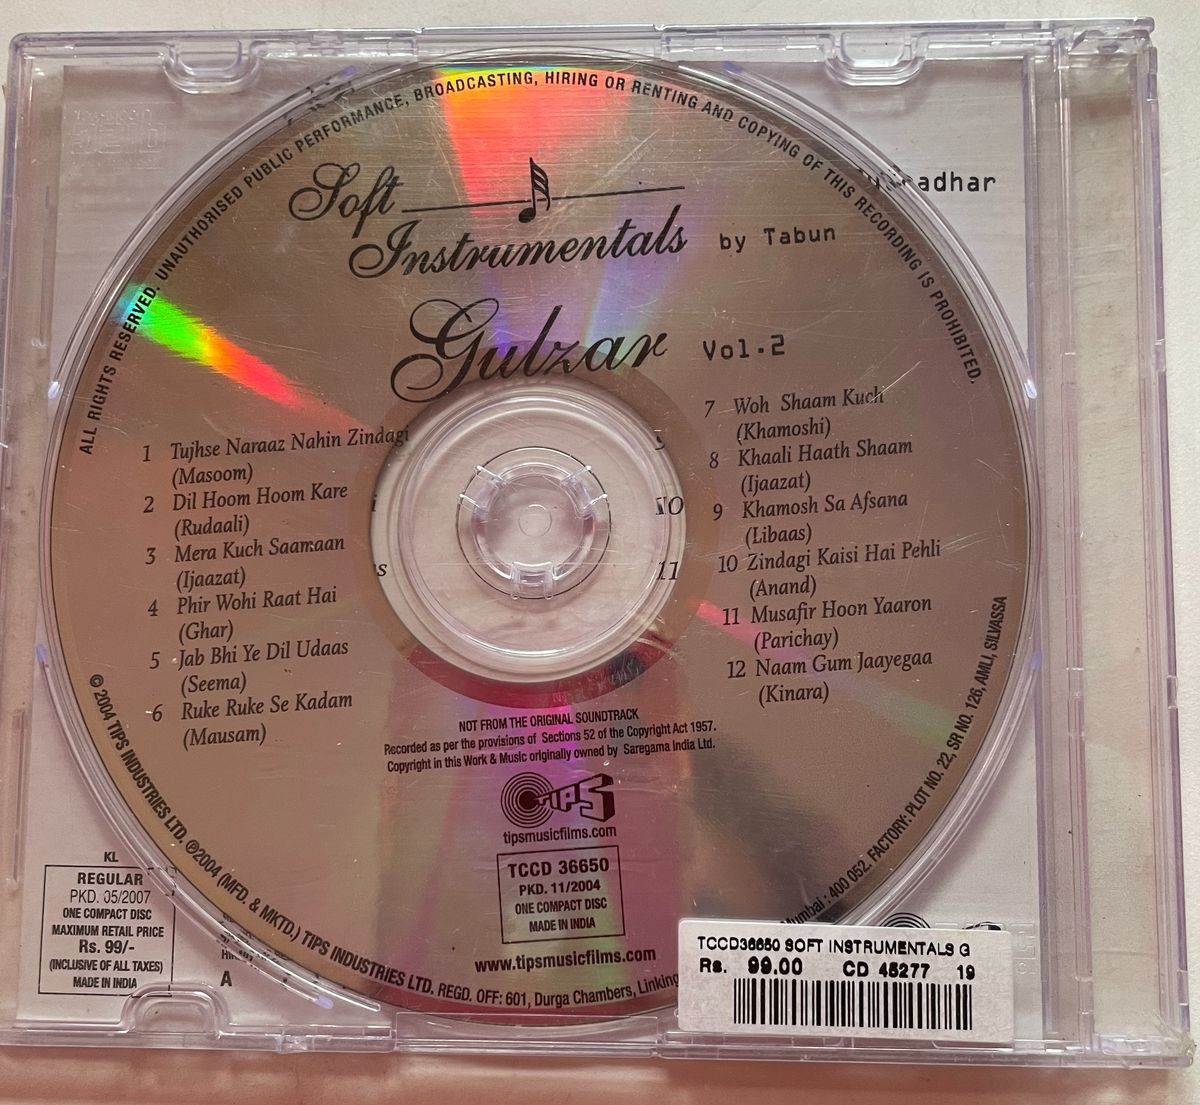 ALL RIGHTS RESERVED. UNAUTHORISED PUBLIC PERFORMANCE, BROADCASTING, HIRING OR RENTING AND COPYING OF THIS RECORDING IS PROHIBITED.
adhar
Soft
Instrumentals by Tabun
Gulzar Vol.2
1 Tujhse Naraaz Nahin Zindagi
(Masoom)
2 Dil Hoom Hoom Kare
(Rudaali)
3 Mera Kuch Saamaan
(Ijaazat)
4 Phir Wohi Raat Hai
(Ghar)
5 Jab Bhi Ye Dil Udaas
(Seema)
6 Ruke Ruke Se Kadam
(Mausam)
10
11
7 Woh Shaam Kuch
(Khamoshi)
8 Khaali Haath Shaam
(Ijaazat)
9 Khamosh Sa Afsana
(Libaas)
10 Zindagi Kaisi Hai Pehli
(Anand)
11 Musafir Hoon Yaaron
(Parichay)
12 Naam Gum Jaayegaa
(Kinara)
NOT FROM THE ORIGINAL SOUNDTRACK
Recorded as per the provisions of Sections 52 of the Copyright Act 1957.
Copyright in this Work & Music originally owned by Saregama India Ltd.
TIPS
tipsmusicfilms.com
TCCD 36650
PKD. 11/2004
ONE COMPACT DISC
MADE IN INDIA
www.tipsmusicfilms.com
© 2004 TIPS INDUSTRIES LTD. ℗2004 (MFD. & MKTD.) TIPS INDUSTRIES LTD. REGD. OFF: 601, Durga Chambers, Linking
Mumbai : 400 052. FACTORY: PLOT NO. 22, SR NO. 126, AMLI, SILVASSA
KL
REGULAR
PKD. 05/2007
ONE COMPACT DISC
MAXIMUM RETAIL PRICE
Rs. 99/-
(INCLUSIVE OF ALL TAXES)
MADE IN INDIA
A
TCCD36650 SOFT INSTRUMENTALS G
Rs. 99.00 CD 45277 19